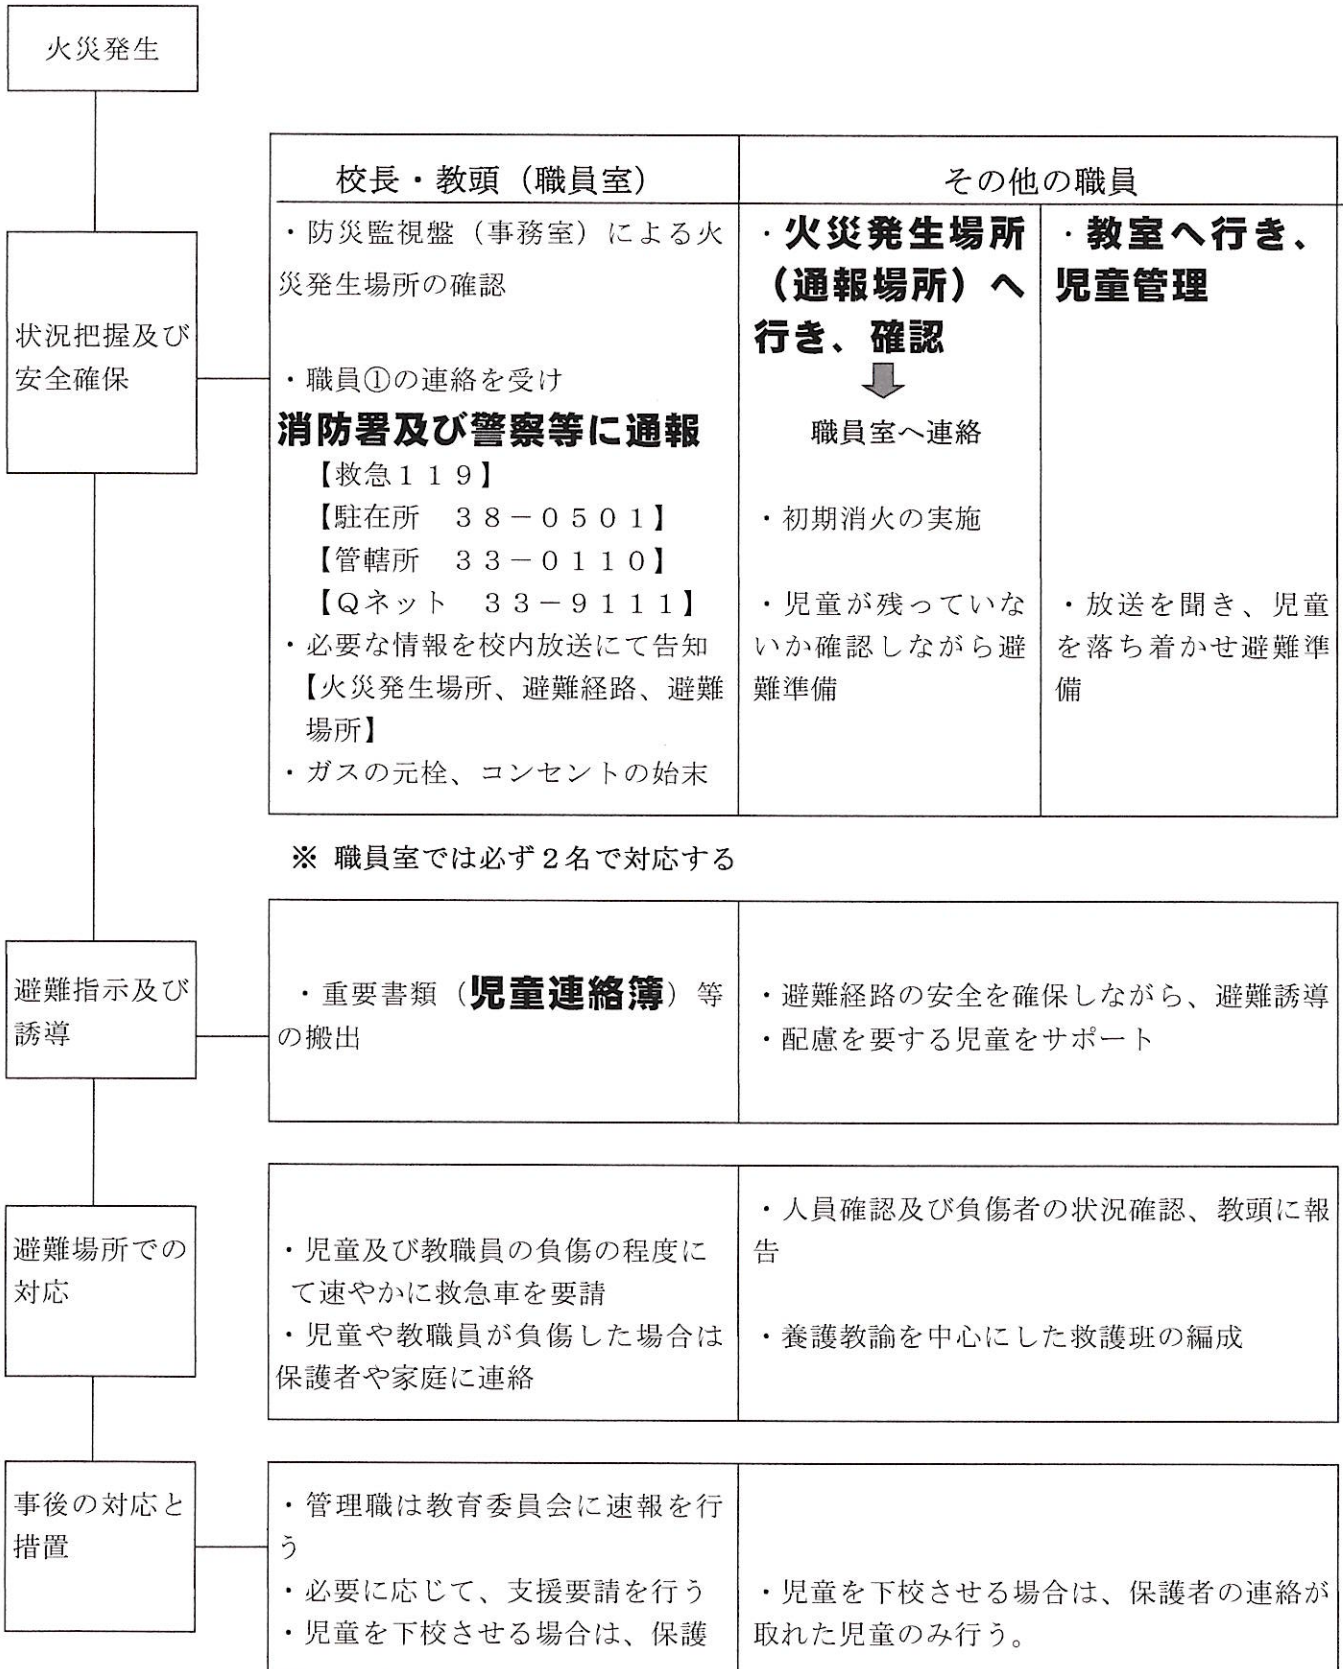 火災発生
校長・教頭（職員室）
その他の職員
状況把握及び
安全確保
・防災監視盤（事務室）による火
災発生場所の確認
・職員①の連絡を受け
消防署及び警察等に通報
【救急１１９】
【駐在所　３８－０５０１】
【管轄所　３３－０１１０】
【Ｑネット　３３－９１１１】
・必要な情報を校内放送にて告知
【火災発生場所、避難経路、避難
場所】
・ガスの元栓、コンセントの始末
・火災発生場所
（通報場所）へ
行き、確認
職員室へ連絡
・初期消火の実施
・児童が残っていな
いか確認しながら避
難準備
・教室へ行き、
児童管理
・放送を聞き、児童
を落ち着かせ避難準
備
※ 職員室では必ず２名で対応する
避難指示及び
誘導
・重要書類（児童連絡簿）等
の搬出
・避難経路の安全を確保しながら、避難誘導
・配慮を要する児童をサポート
避難場所での
対応
・児童及び教職員の負傷の程度に
て速やかに救急車を要請
・児童や教職員が負傷した場合は
保護者や家庭に連絡
・人員確認及び負傷者の状況確認、教頭に報
告
・養護教諭を中心にした救護班の編成
事後の対応と
措置
・管理職は教育委員会に速報を行
う
・必要に応じて、支援要請を行う
・児童を下校させる場合は、保護
・児童を下校させる場合は、保護者の連絡が
取れた児童のみ行う。